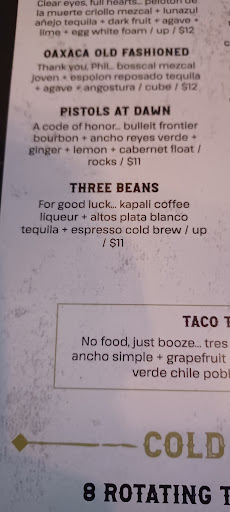 Clear eyes, full hearts... peloton de
la muerte criollo mezcal + lunazul
añejo tequila + dark fruit + agave +
lime + egg white foam / up / $12
OAXACA OLD FASHIONED
Thank you, Phil... bosscal mezcal
joven + espolon reposado tequila
+ agave + angostura / cube / $12
PISTOLS AT DAWN
A code of honor... bulleit frontier
bourbon + ancho reyes verde +
ginger + lemon + cabernet float /
rocks / $11
THREE BEANS
For good luck... kapali coffee
liqueur + altos plata blanco
tequila + espresso cold brew / up
/ $11
TACO T
No food, just booze... tres
ancho simple + grapefruit
verde chile pobl
COLD
8 ROTATING T